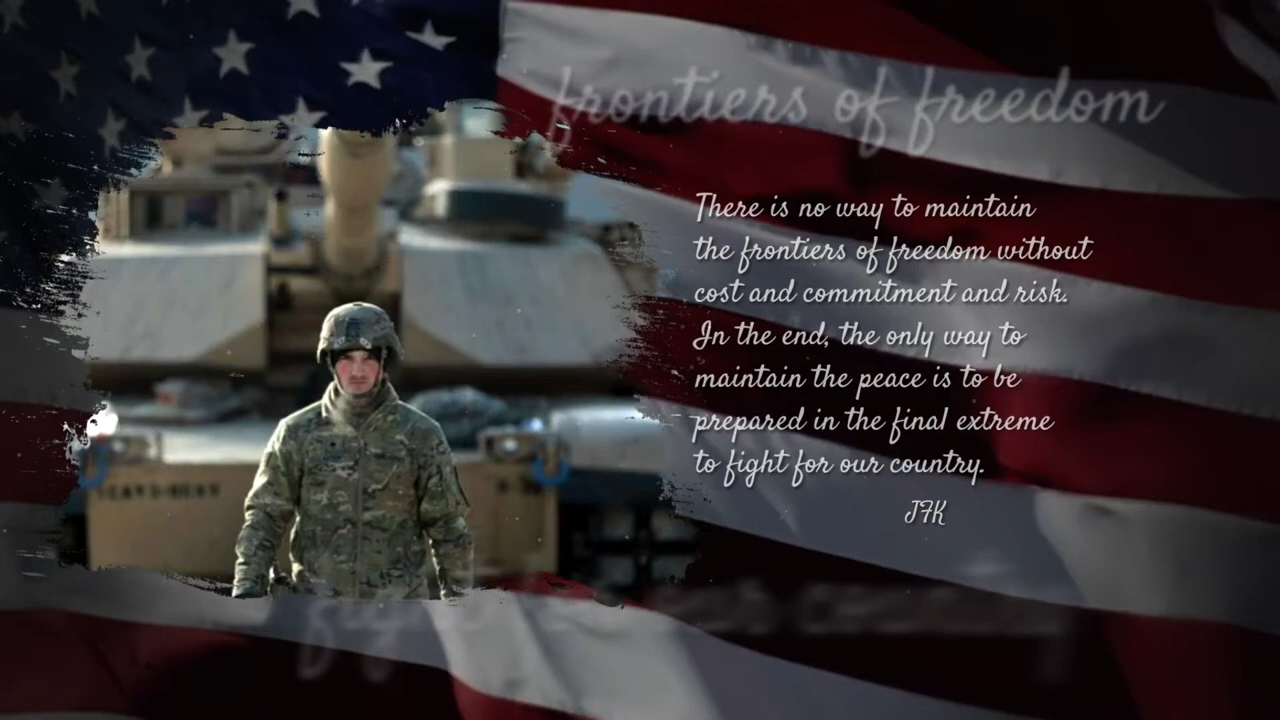 frontiers of freedom
There is no way to maintain
the frontiers of freedom without
cost and commitment and risk.
In the end, the only way to
maintain the peace is to be
prepared in the final extreme
to fight for our country.
JFK